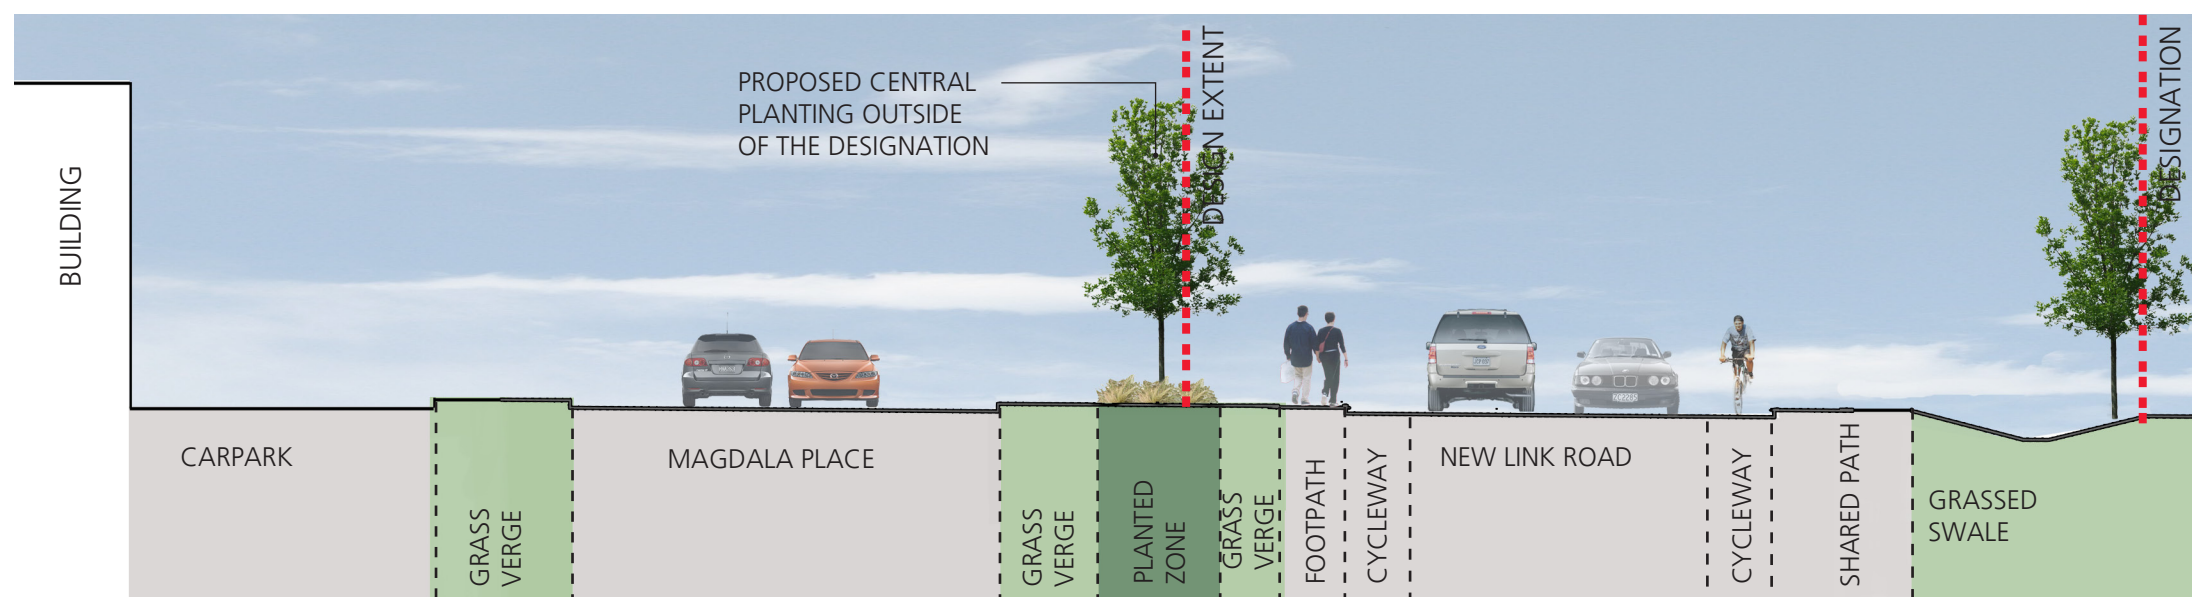 PROPOSED CENTRAL
PLANTING OUTSIDE
OF THE DESIGNATION
DESIGN EXTENT
DESIGNATION
BUILDING
CARPARK
GRASS
VERGE
MAGDALA PLACE
GRASS
VERGE
PLANTED
ZONE
GRASS
VERGE
FOOTPATH
CYCLEWAY
NEW LINK ROAD
CYCLEWAY
SHARED PATH
GRASSED
SWALE